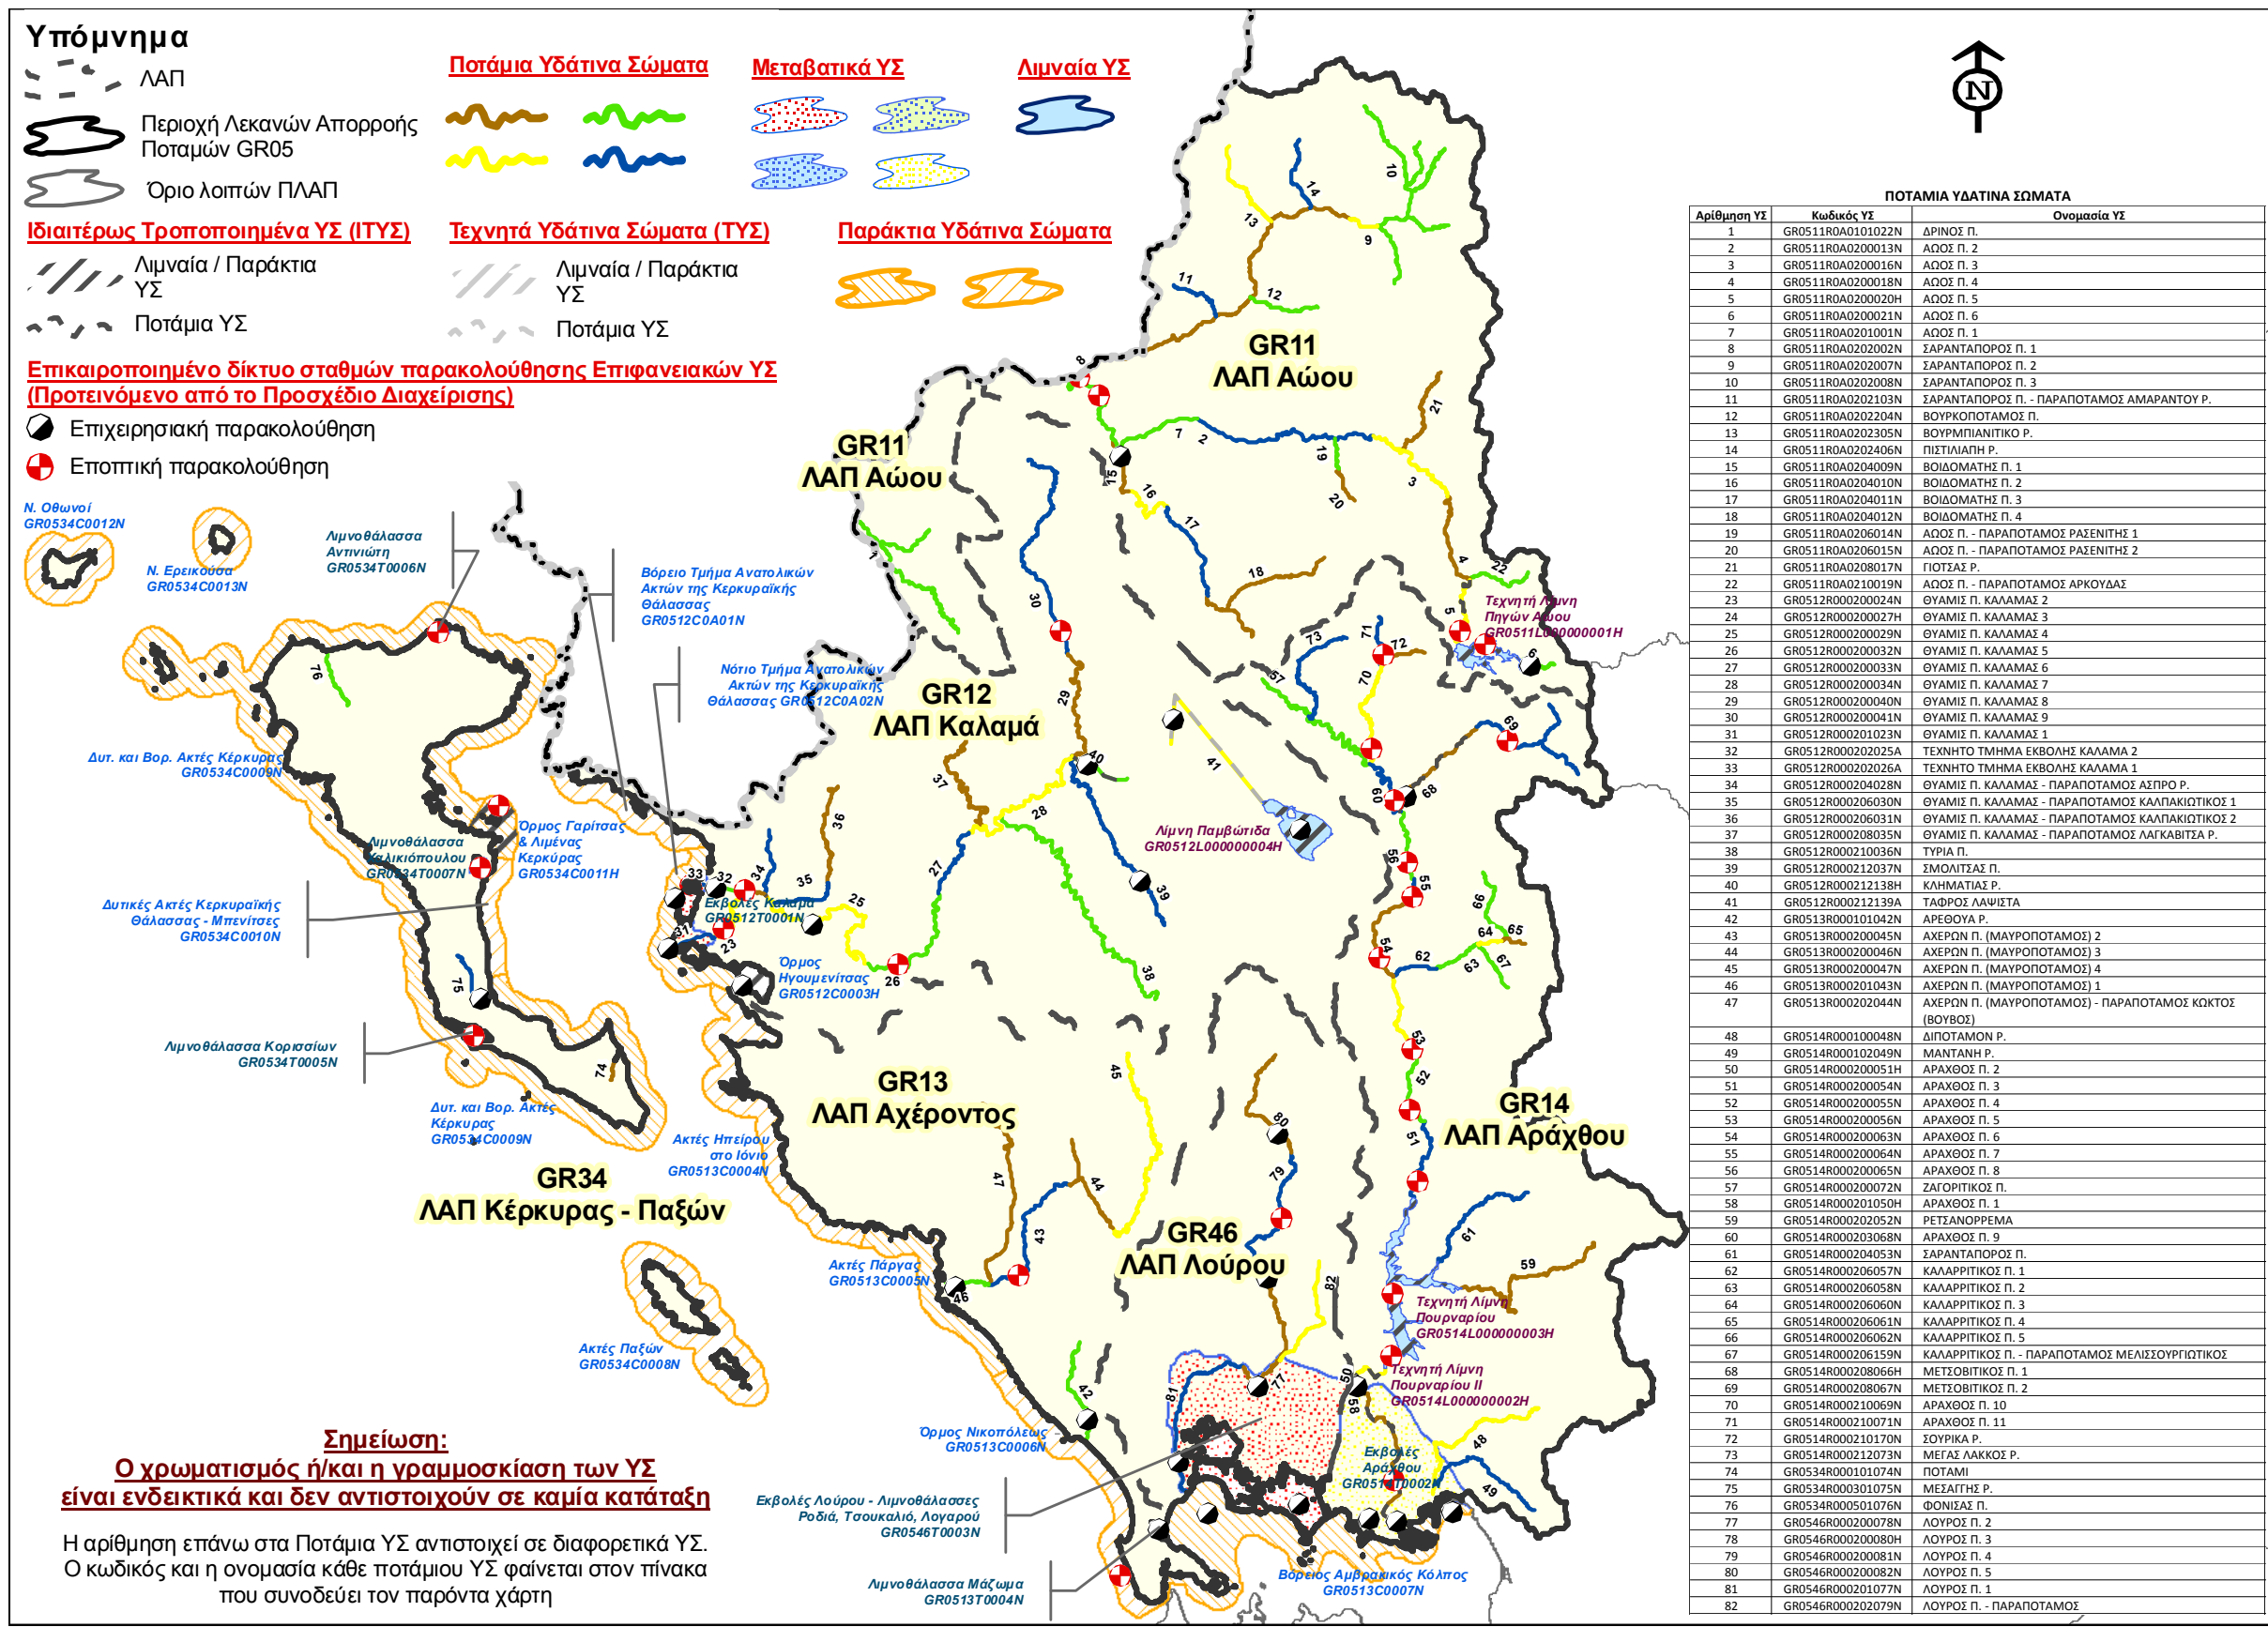 Υπόμνημα
ΛΑΠ
Περιοχή Λεκανών Απορροής
Ποταμών GR05
Όριο λοιπών ΠΛΑΠ
Ποτάμια Υδάτινα Σώματα
Μεταβατικά ΥΣ
Λιμναία ΥΣ
Ιδιαιτέρως Τροποποιημένα ΥΣ (ΙΤΥΣ)
Λιμναία / Παράκτια
ΥΣ
Ποτάμια ΥΣ
Τεχνητά Υδάτινα Σώματα (ΤΥΣ)
Λιμναία / Παράκτια
ΥΣ
Ποτάμια ΥΣ
Παράκτια Υδάτινα Σώματα
Επικαιροποιημένο δίκτυο σταθμών παρακολούθησης Επιφανειακών ΥΣ
(Προτεινόμενο από το Προσχέδιο Διαχείρισης)
Επιχειρησιακή παρακολούθηση
Εποπτική παρακολούθηση
N
GR11
ΛΑΠ Αώου
GR11
ΛΑΠ Αώου
GR12
ΛΑΠ Καλαμά
GR13
ΛΑΠ Αχέροντος
GR14
ΛΑΠ Αράχθου
GR46
ΛΑΠ Λούρου
GR34
ΛΑΠ Κέρκυρας - Παξών
Ν. Οθωνοί
GR0534C0012N
Ν. Ερεικούσα
GR0534C0013N
Λιμνοθάλασσα
Αντινιώτη
GR0534T0006N
Βόρειο Τμήμα Ανατολικών
Ακτών της Κερκυραϊκής
Θάλασσας
GR0512C0A01N
Νότιο Τμήμα Ανατολικών
Ακτών της Κερκυραϊκής
Θάλασσας GR0512C0A02N
Δυτ. και Βορ. Ακτές Κέρκυρας
GR0534C0009N
Όρμος Γαρίτσας
& Λιμένας
Κερκύρας
GR0534C0011H
Λιμνοθάλασσα
Χαλικιόπουλου
GR0534T0007N
Δυτικές Ακτές Κερκυραϊκής
Θάλασσας - Μπενίτσες
GR0534C0010N
Λιμνοθάλασσα Κορισσίων
GR0534T0005N
Δυτ. και Βορ. Ακτές
Κέρκυρας
GR0534C0009N
Εκβολές Καλαμά
GR0512T0001N
Όρμος
Ηγουμενίτσας
GR0512C0003H
Ακτές Ηπείρου
στο Ιόνιο
GR0513C0004N
Ακτές Πάργας
GR0513C0005N
Ακτές Παξών
GR0534C0008N
Όρμος Νικοπόλεως
GR0513C0006N
Εκβολές Λούρου - Λιμνοθάλασσες
Ροδιά, Τσουκαλιό, Λογαρού
GR0546T0003N
Λιμνοθάλασσα Μάζωμα
GR0513T0004N
Βόρειος Αμβρακικός Κόλπος
GR0513C0007N
Εκβολές
Αράχθου
Τεχνητή Λίμνη
Πηγών Αώου
GR0511L000000001H
Λίμνη Παμβώτιδα
GR0512L000000004H
Τεχνητή Λίμνη
Πουρναρίου
GR0514L000000003H
Τεχνητή Λίμνη
Πουρναρίου ΙΙ
GR0514L000000002H
Σημείωση:
Ο χρωματισμός ή/και η γραμμοσκίαση των ΥΣ
είναι ενδεικτικά και δεν αντιστοιχούν σε καμία κατάταξη
Η αρίθμηση επάνω στα Ποτάμια ΥΣ αντιστοιχεί σε διαφορετικά ΥΣ.
Ο κωδικός και η ονομασία κάθε ποτάμιου ΥΣ φαίνεται στον πίνακα
που συνοδεύει τον παρόντα χάρτη
ΠΟΤΑΜΙΑ ΥΔΑΤΙΝΑ ΣΩΜΑΤΑ
Αρίθμηση ΥΣ Κωδικός ΥΣ Ονομασία ΥΣ
1 GR0511R0A0101022N ΔΡΙΝΟΣ Π.
2 GR0511R0A0200013N ΑΩΟΣ Π. 2
3 GR0511R0A0200016N ΑΩΟΣ Π. 3
4 GR0511R0A0200018N ΑΩΟΣ Π. 4
5 GR0511R0A0200020H ΑΩΟΣ Π. 5
6 GR0511R0A0200021N ΑΩΟΣ Π. 6
7 GR0511R0A0201001N ΑΩΟΣ Π. 1
8 GR0511R0A0202002N ΣΑΡΑΝΤΑΠΟΡΟΣ Π. 1
9 GR0511R0A0202007N ΣΑΡΑΝΤΑΠΟΡΟΣ Π. 2
10 GR0511R0A0202008N ΣΑΡΑΝΤΑΠΟΡΟΣ Π. 3
11 GR0511R0A0202103N ΣΑΡΑΝΤΑΠΟΡΟΣ Π. - ΠΑΡΑΠΟΤΑΜΟΣ ΑΜΑΡΑΝΤΟΥ Ρ.
12 GR0511R0A0202204N ΒΟΥΡΚΟΠΟΤΑΜΟΣ Π.
13 GR0511R0A0202305N ΒΟΥΡΜΠΙΑΝΙΤΙΚΟ Ρ.
14 GR0511R0A0202406N ΠΙΣΤΙΛΙΑΠΗ Ρ.
15 GR0511R0A0204009N ΒΟΙΔΟΜΑΤΗΣ Π. 1
16 GR0511R0A0204010N ΒΟΙΔΟΜΑΤΗΣ Π. 2
17 GR0511R0A0204011N ΒΟΙΔΟΜΑΤΗΣ Π. 3
18 GR0511R0A0204012N ΒΟΙΔΟΜΑΤΗΣ Π. 4
19 GR0511R0A0206014N ΑΩΟΣ Π. - ΠΑΡΑΠΟΤΑΜΟΣ ΡΑΣΕΝΙΤΗΣ 1
20 GR0511R0A0206015N ΑΩΟΣ Π. - ΠΑΡΑΠΟΤΑΜΟΣ ΡΑΣΕΝΙΤΗΣ 2
21 GR0511R0A0208017N ΓΙΟΤΣΑΣ Ρ.
22 GR0511R0A0210019N ΑΩΟΣ Π. - ΠΑΡΑΠΟΤΑΜΟΣ ΑΡΚΟΥΔΑΣ
23 GR0512R000200024N ΘΥΑΜΙΣ Π. ΚΑΛΑΜΑΣ 2
24 GR0512R000200027H ΘΥΑΜΙΣ Π. ΚΑΛΑΜΑΣ 3
25 GR0512R000200029N ΘΥΑΜΙΣ Π. ΚΑΛΑΜΑΣ 4
26 GR0512R000200032N ΘΥΑΜΙΣ Π. ΚΑΛΑΜΑΣ 5
27 GR0512R000200033N ΘΥΑΜΙΣ Π. ΚΑΛΑΜΑΣ 6
28 GR0512R000200034N ΘΥΑΜΙΣ Π. ΚΑΛΑΜΑΣ 7
29 GR0512R000200040N ΘΥΑΜΙΣ Π. ΚΑΛΑΜΑΣ 8
30 GR0512R000200041N ΘΥΑΜΙΣ Π. ΚΑΛΑΜΑΣ 9
31 GR0512R000201023N ΘΥΑΜΙΣ Π. ΚΑΛΑΜΑΣ 1
32 GR0512R000202025A ΤΕΧΝΗΤΟ ΤΜΗΜΑ ΕΚΒΟΛΗΣ ΚΑΛΑΜΑ 2
33 GR0512R000202026A ΤΕΧΝΗΤΟ ΤΜΗΜΑ ΕΚΒΟΛΗΣ ΚΑΛΑΜΑ 1
34 GR0512R000204028N ΘΥΑΜΙΣ Π. ΚΑΛΑΜΑΣ - ΠΑΡΑΠΟΤΑΜΟΣ ΑΣΠΡΟ Ρ.
35 GR0512R000206030N ΘΥΑΜΙΣ Π. ΚΑΛΑΜΑΣ - ΠΑΡΑΠΟΤΑΜΟΣ ΚΑΛΠΑΚΙΩΤΙΚΟΣ 1
36 GR0512R000206031N ΘΥΑΜΙΣ Π. ΚΑΛΑΜΑΣ - ΠΑΡΑΠΟΤΑΜΟΣ ΚΑΛΠΑΚΙΩΤΙΚΟΣ 2
37 GR0512R000208035N ΘΥΑΜΙΣ Π. ΚΑΛΑΜΑΣ - ΠΑΡΑΠΟΤΑΜΟΣ ΛΑΓΚΑΒΙΤΣΑ Ρ.
38 GR0512R000210036N ΤΥΡΙΑ Π.
39 GR0512R000212037N ΣΜΟΛΙΤΣΑΣ Π.
40 GR0512R000212138H ΚΛΗΜΑΤΙΑΣ Ρ.
41 GR0512R000212139A ΤΑΦΡΟΣ ΛΑΨΙΣΤΑ
42 GR0513R000101042N ΑΡΕΘΟΥΑ Ρ.
43 GR0513R000200045N ΑΧΕΡΩΝ Π. (ΜΑΥΡΟΠΟΤΑΜΟΣ) 2
44 GR0513R000200046N ΑΧΕΡΩΝ Π. (ΜΑΥΡΟΠΟΤΑΜΟΣ) 3
45 GR0513R000200047N ΑΧΕΡΩΝ Π. (ΜΑΥΡΟΠΟΤΑΜΟΣ) 4
46 GR0513R000201043N ΑΧΕΡΩΝ Π. (ΜΑΥΡΟΠΟΤΑΜΟΣ) 1
47 GR0513R000202044N ΑΧΕΡΩΝ Π. (ΜΑΥΡΟΠΟΤΑΜΟΣ) - ΠΑΡΑΠΟΤΑΜΟΣ ΚΩΚΤΟΣ
(ΒΟΥΒΟΣ)
48 GR0514R000100048N ΔΙΠΟΤΑΜΟΝ Ρ.
49 GR0514R000102049N ΜΑΝΤΑΝΗ Ρ.
50 GR0514R000200051H ΑΡΑΧΘΟΣ Π. 2
51 GR0514R000200054N ΑΡΑΧΘΟΣ Π. 3
52 GR0514R000200055N ΑΡΑΧΘΟΣ Π. 4
53 GR0514R000200056N ΑΡΑΧΘΟΣ Π. 5
54 GR0514R000200063N ΑΡΑΧΘΟΣ Π. 6
55 GR0514R000200064N ΑΡΑΧΘΟΣ Π. 7
56 GR0514R000200065N ΑΡΑΧΘΟΣ Π. 8
57 GR0514R000200072N ΖΑΓΟΡΙΤΙΚΟΣ Π.
58 GR0514R000201050H ΑΡΑΧΘΟΣ Π. 1
59 GR0514R000202052N ΡΕΤΣΑΝΟΡΡΕΜΑ
60 GR0514R000203068N ΑΡΑΧΘΟΣ Π. 9
61 GR0514R000204053N ΣΑΡΑΝΤΑΠΟΡΟΣ Π.
62 GR0514R000206057N ΚΑΛΑΡΡΙΤΙΚΟΣ Π. 1
63 GR0514R000206058N ΚΑΛΑΡΡΙΤΙΚΟΣ Π. 2
64 GR0514R000206060N ΚΑΛΑΡΡΙΤΙΚΟΣ Π. 3
65 GR0514R000206061N ΚΑΛΑΡΡΙΤΙΚΟΣ Π. 4
66 GR0514R000206062N ΚΑΛΑΡΡΙΤΙΚΟΣ Π. 5
67 GR0514R000206159N ΚΑΛΑΡΡΙΤΙΚΟΣ Π. - ΠΑΡΑΠΟΤΑΜΟΣ ΜΕΛΙΣΣΟΥΡΓΙΩΤΙΚΟΣ
68 GR0514R000208066H ΜΕΤΣΟΒΙΤΙΚΟΣ Π. 1
69 GR0514R000208067N ΜΕΤΣΟΒΙΤΙΚΟΣ Π. 2
70 GR0514R000210069N ΑΡΑΧΘΟΣ Π. 10
71 GR0514R000210071N ΑΡΑΧΘΟΣ Π. 11
72 GR0514R000210170N ΣΟΥΡΙΚΑ Ρ.
73 GR0514R000212073N ΜΕΓΑΣ ΛΑΚΚΟΣ Ρ.
74 GR0534R000101074N ΠΟΤΑΜΙ
75 GR0534R000301075N ΜΕΣΑΓΓΗΣ Ρ.
76 GR0534R000501076N ΦΟΝΙΣΑΣ Π.
77 GR0546R000200078N ΛΟΥΡΟΣ Π. 2
78 GR0546R000200080H ΛΟΥΡΟΣ Π. 3
79 GR0546R000200081N ΛΟΥΡΟΣ Π. 4
80 GR0546R000200082N ΛΟΥΡΟΣ Π. 5
81 GR0546R000201077N ΛΟΥΡΟΣ Π. 1
82 GR0546R000202079N ΛΟΥΡΟΣ Π. - ΠΑΡΑΠΟΤΑΜΟΣ